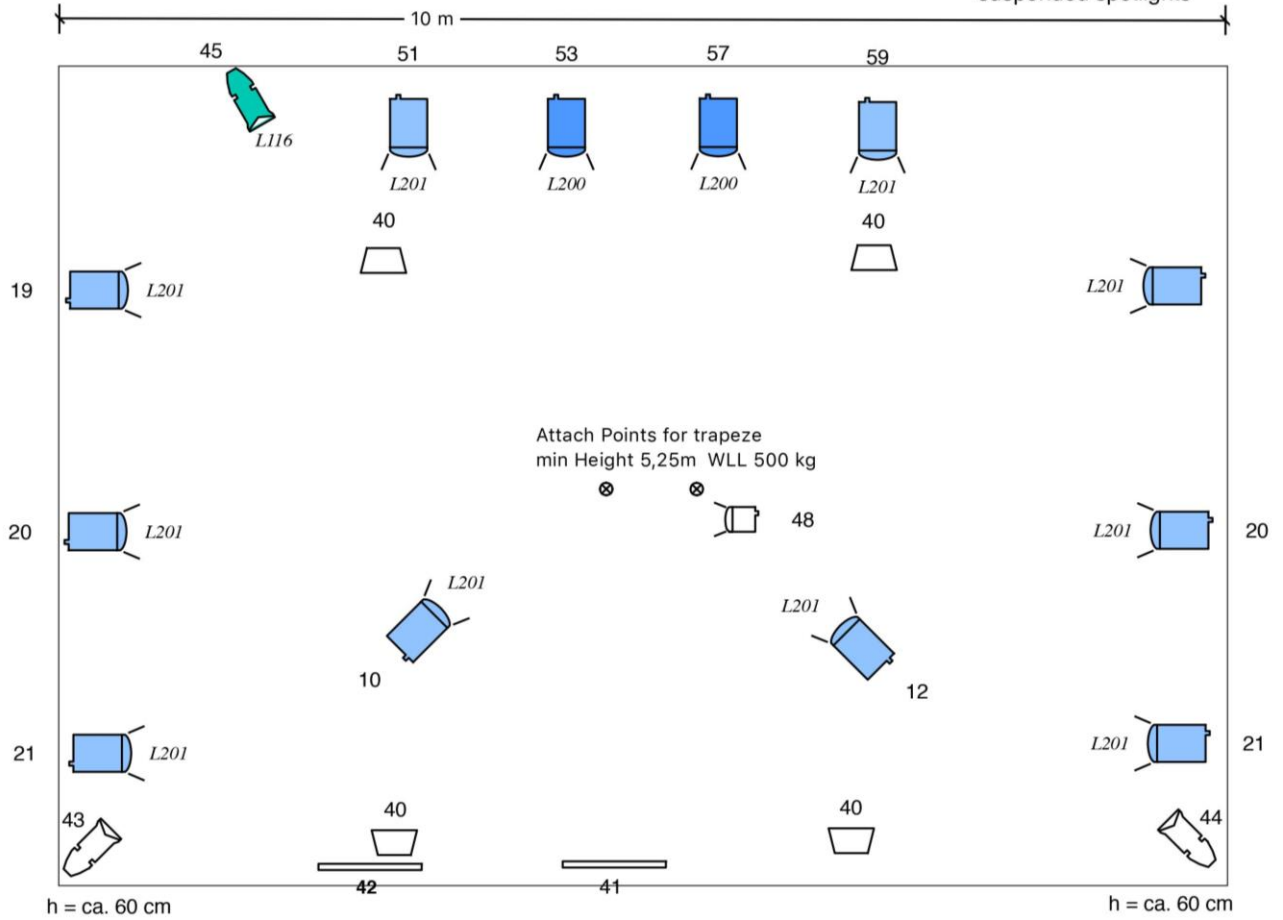 suspended spotlights
10 m
45
51
53
57
59
L116
L201
L200
L200
L201
40
40
19
L201
L201
Attach Points for trapeze
min Height 5,25m WLL 500 kg
48
20
L201
L201
20
L201
L201
10
12
21
L201
L201
21
43
40
40
44
42
41
h = ca. 60 cm
h = ca. 60 cm